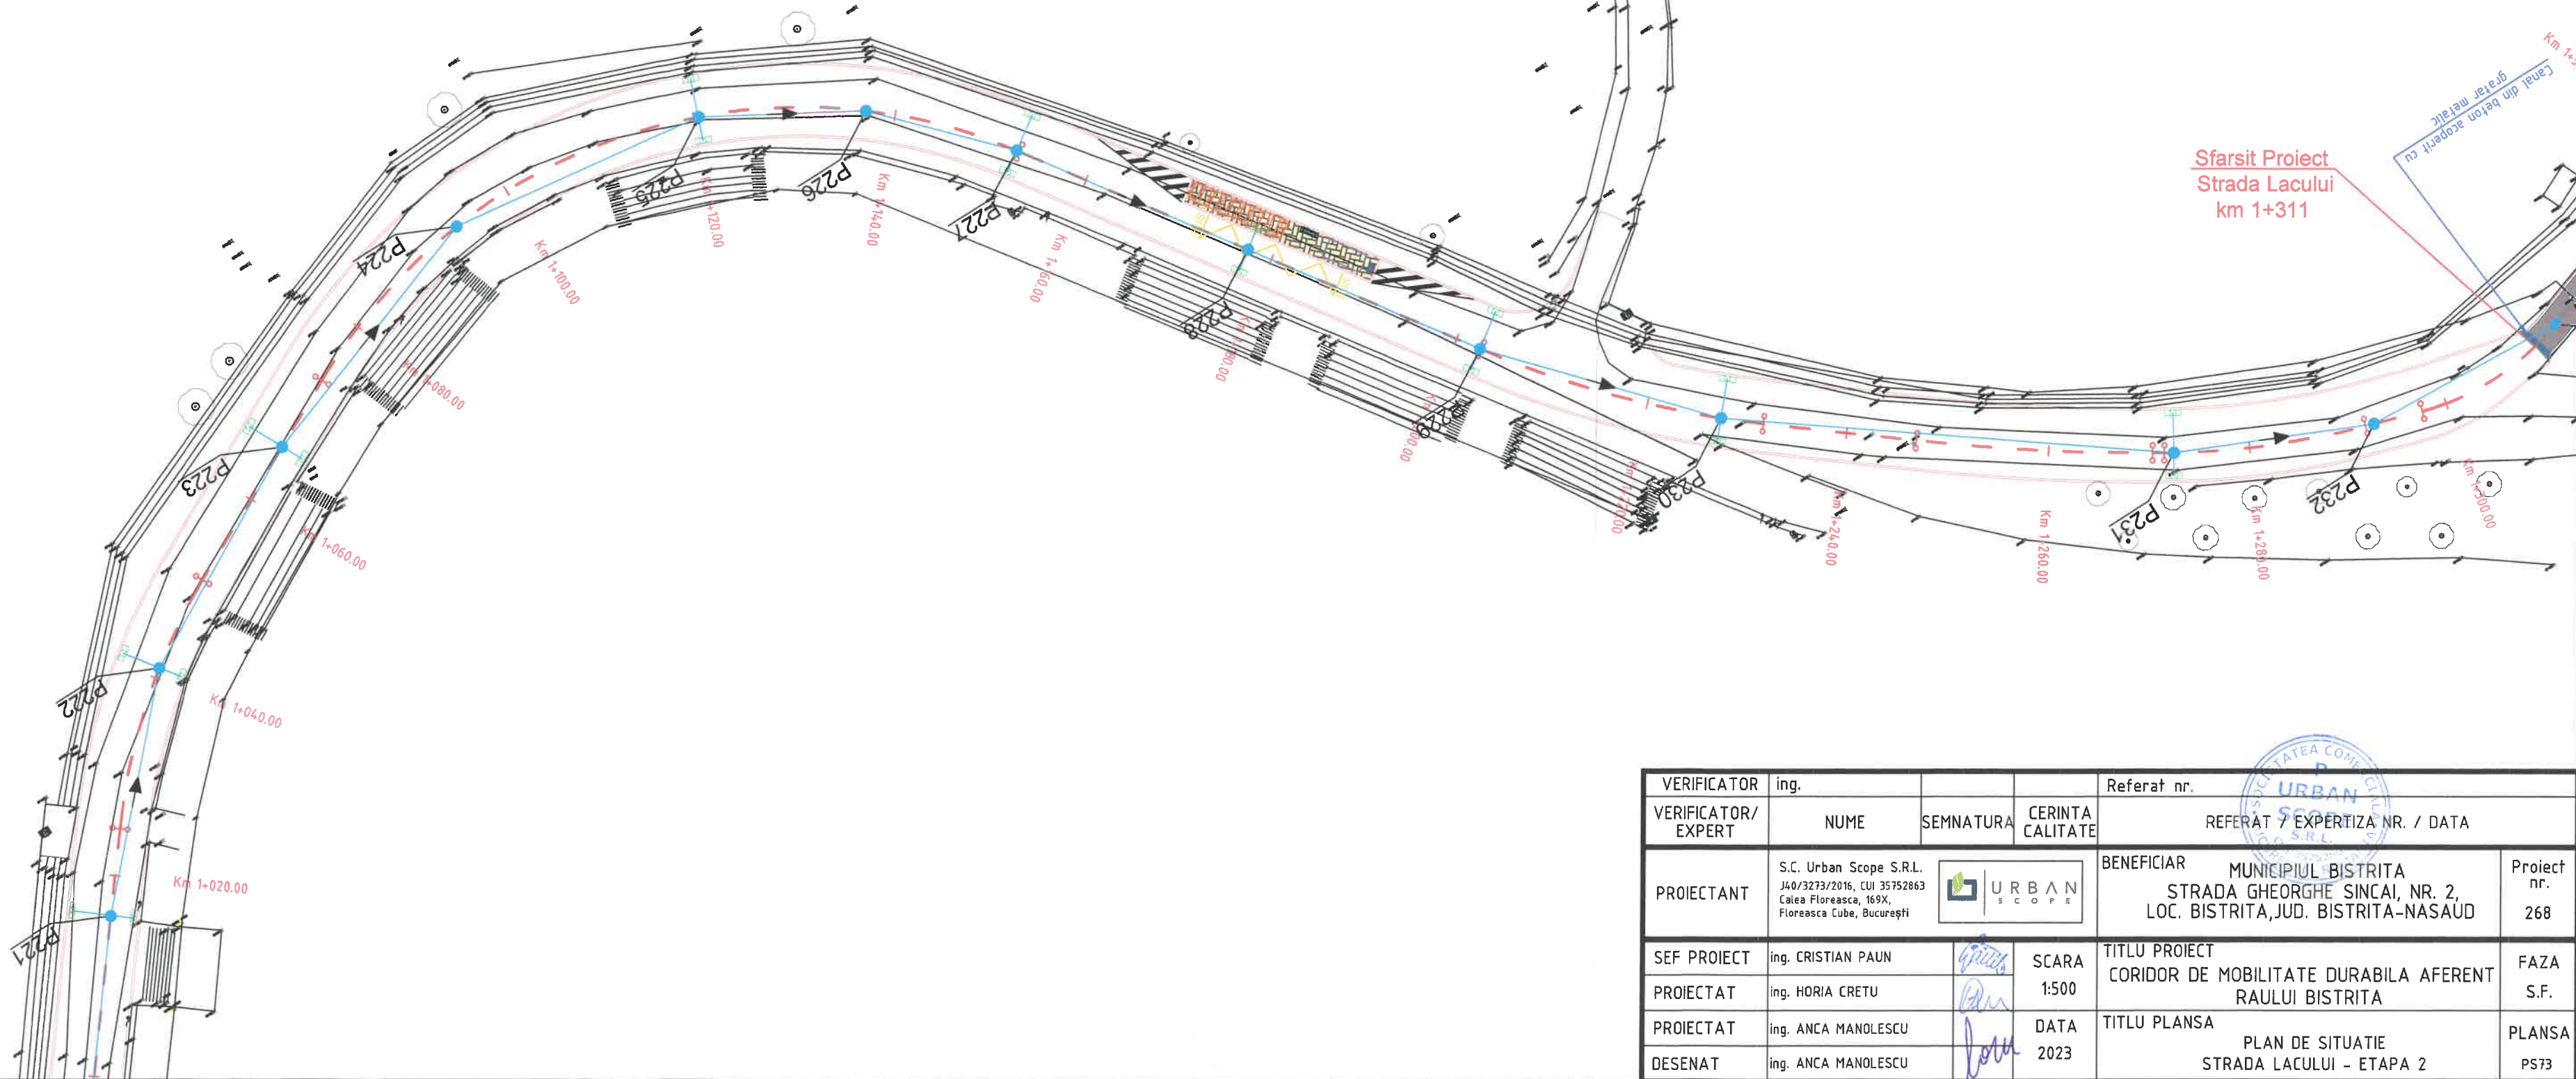 Canal din beton acoperit cu
gratar metalic
Sfarsit Proiect
Strada Lacului
km 1+311
P221
P222
P223
P224
P225
P226
P227
P228
P229
P230
P231
P232
Km 1+020.00
Km 1+040.00
Km 1+060.00
Km 1+080.00
Km 1+100.00
Km 1+120.00
Km 1+140.00
Km 1+160.00
Km 1+240.00
Km 1+260.00
Km 1+280.00
Km 1+300.00
VERIFICATOR ing. Referat nr.
VERIFICATOR/ EXPERT NUME SEMNATURA CERINTA CALITATE REFERAT / EXPERTIZA NR. / DATA
PROIECTANT
S.C. Urban Scope S.R.L.
J40/3273/2016, CUI 35752863
Calea Floreasca, 169X,
Floreasca Cube, București
URBAN
SCOPE
BENEFICIAR
MUNICIPIUL BISTRITA
STRADA GHEORGHE SINCAI, NR. 2,
LOC. BISTRITA,JUD. BISTRITA-NASAUD
Proiect
nr.
268
SEF PROIECT ing. CRISTIAN PAUN
PROIECTAT ing. HORIA CRETU
PROIECTAT ing. ANCA MANOLESCU
DESENAT ing. ANCA MANOLESCU
SCARA
1:500
DATA
2023
TITLU PROIECT
CORIDOR DE MOBILITATE DURABILA AFERENT
RAULUI BISTRITA
FAZA
S.F.
TITLU PLANSA
PLAN DE SITUATIE
STRADA LACULUI - ETAPA 2
PLANSA
PS73
URBAN
SCOPE
S.R.L.